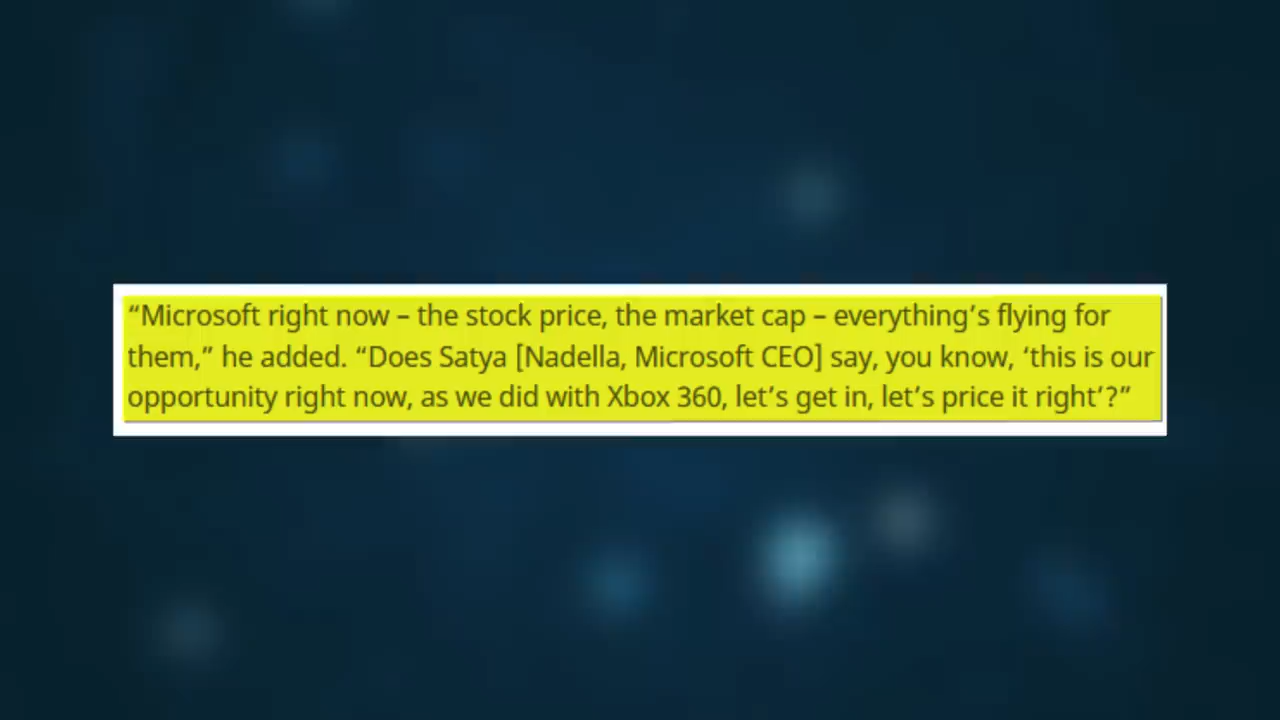 “Microsoft right now – the stock price, the market cap – everything’s flying for
them,” he added. “Does Satya [Nadella, Microsoft CEO] say, you know, ‘this is our
opportunity right now, as we did with Xbox 360, let’s get in, let’s price it right’?”